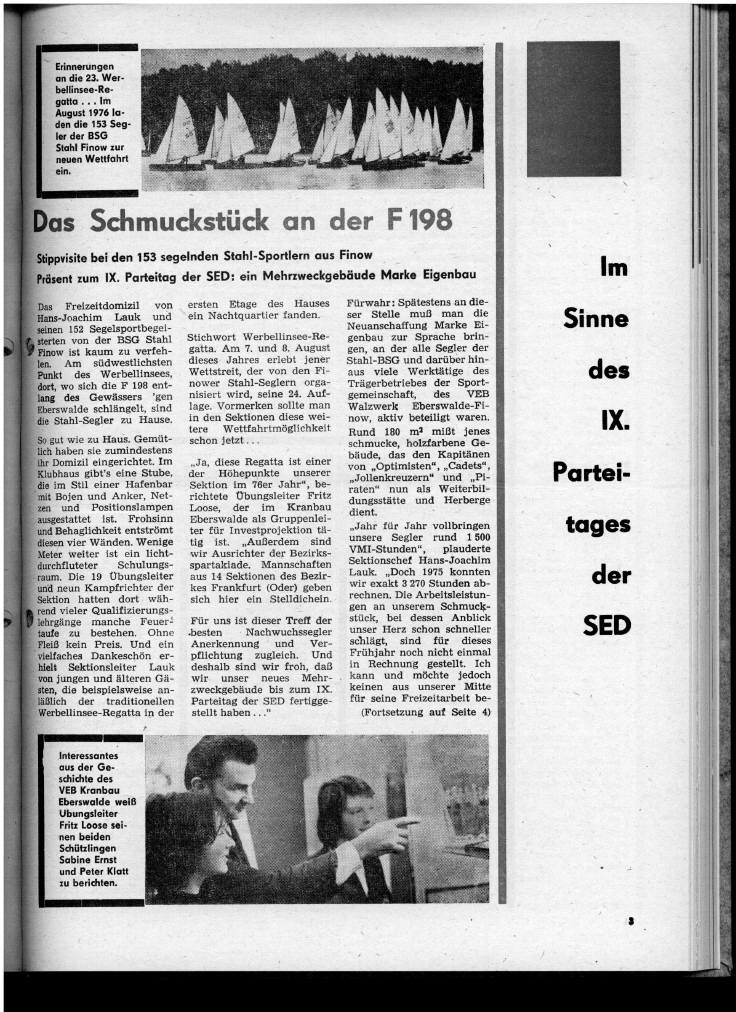 Erinnerungen
an die 23. Wer-
bellinsee-Re-
gatta . . . Im
August 1976 la-
den die 153 Seg-
ler der BSG
Stahl Finow zur
neuen Wettfahrt
ein.
Das Schmuckstück an der F 198
Stippvisite bei den 153 segelnden Stahl-Sportlern aus Finow
Präsent zum IX. Parteitag der SED: ein Mehrzweckgebäude Marke Eigenbau
Das Freizeitdomizil von
Hans-Joachim Lauk und
seinen 152 Segelsportbegei-
sterten von der BSG Stahl
Finow ist kaum zu verfeh-
len. Am südwestlichsten
Punkt des Werbellinsees,
dort, wo sich die F 198 ent-
lang des Gewässers 'gen
Eberswalde schlängelt, sind
die Stahl-Segler zu Hause.
So gut wie zu Haus. Gemüt-
lich haben sie zumindestens
ihr Domizil eingerichtet. Im
Klubhaus gibt's eine Stube,
die im Stil einer Hafenbar
mit Bojen und Anker, Net-
zen und Positionslampen
ausgestattet ist. Frohsinn
und Behaglichkeit entströmt
diesen vier Wänden. Wenige
Meter weiter ist ein licht-
durchfluteter Schulungs-
raum. Die 19 Übungsleiter
und neun Kampfrichter der
Sektion hatten dort wäh-
rend vieler Qualifizierungs-
lehrgänge manche Feuer-
taufe zu bestehen. Ohne
Fleiß kein Preis. Und ein
vielfaches Dankeschön er-
hielt Sektionsleiter Lauk
von jungen und älteren Gä-
sten, die beispielsweise an-
läßlich der traditionellen
Werbellinsee-Regatta in der
ersten Etage des Hauses
ein Nachtquartier fanden.
Stichwort Werbellinsee-Re-
gatta. Am 7. und 8. August
dieses Jahres erlebt jener
Wettstreit, der von den Fi-
nower Stahl-Seglern orga-
nisiert wird, seine 24. Auf-
lage. Vormerken sollte man
in den Sektionen diese wei-
tere Wettfahrtmöglichkeit
schon jetzt . . .
„Ja, diese Regatta ist einer
der Höhepunkte unserer
Sektion im 76er Jahr", be-
richtete Übungsleiter Fritz
Loose, der im Kranbau
Eberswalde als Gruppenlei-
ter für Investprojektion tä-
tig ist. „Außerdem sind
wir Ausrichter der Bezirks-
spartakiade. Mannschaften
aus 14 Sektionen des Bezir-
kes Frankfurt (Oder) geben
sich hier ein Stelldichein.
Für uns ist dieser Treff der
besten Nachwuchssegler
Anerkennung und Ver-
pflichtung zugleich. Und
deshalb sind wir froh, daß
wir unser neues Mehr-
zweckgebäude bis zum IX.
Parteitag der SED fertigge-
stellt haben . . ."
Fürwahr: Spätestens an die-
ser Stelle muß man die
Neuanschaffung Marke Ei-
genbau zur Sprache brin-
gen, an der alle Segler der
Stahl-BSG und darüber hin-
aus viele Werktätige des
Trägerbetriebes der Sport-
gemeinschaft, des VEB
Walzwerk Eberswalde-Fi-
now, aktiv beteiligt waren.
Rund 180 m² mißt jenes
schmucke, holzfarbene Ge-
bäude, das den Kapitänen
von „Optimisten", „Cadets",
„Jollenkreuzern" und „Pi-
raten" nun als Weiterbil-
dungsstätte und Herberge
dient.
„Jahr für Jahr vollbringen
unsere Segler rund 1 500
VMI-Stunden", plauderte
Sektionschef Hans-Joachim
Lauk. „Doch 1975 konnten
wir exakt 3 270 Stunden ab-
rechnen. Die Arbeitsleistun-
gen an unserem Schmuck-
stück, bei dessen Anblick
unser Herz schon schneller
schlägt, sind für dieses
Frühjahr noch nicht einmal
in Rechnung gestellt. Ich
kann und möchte jedoch
keinen aus unserer Mitte
für seine Freizeitarbeit be-
(Fortsetzung auf Seite 4)
Interessantes
aus der Ge-
schichte des
VEB Kranbau
Eberswalde weiß
Übungsleiter
Fritz Loose sei-
nen beiden
Schützlingen
Sabine Ernst
und Peter Klatt
zu berichten.
Im
Sinne
des
IX.
Partei-
tages
der
SED
3